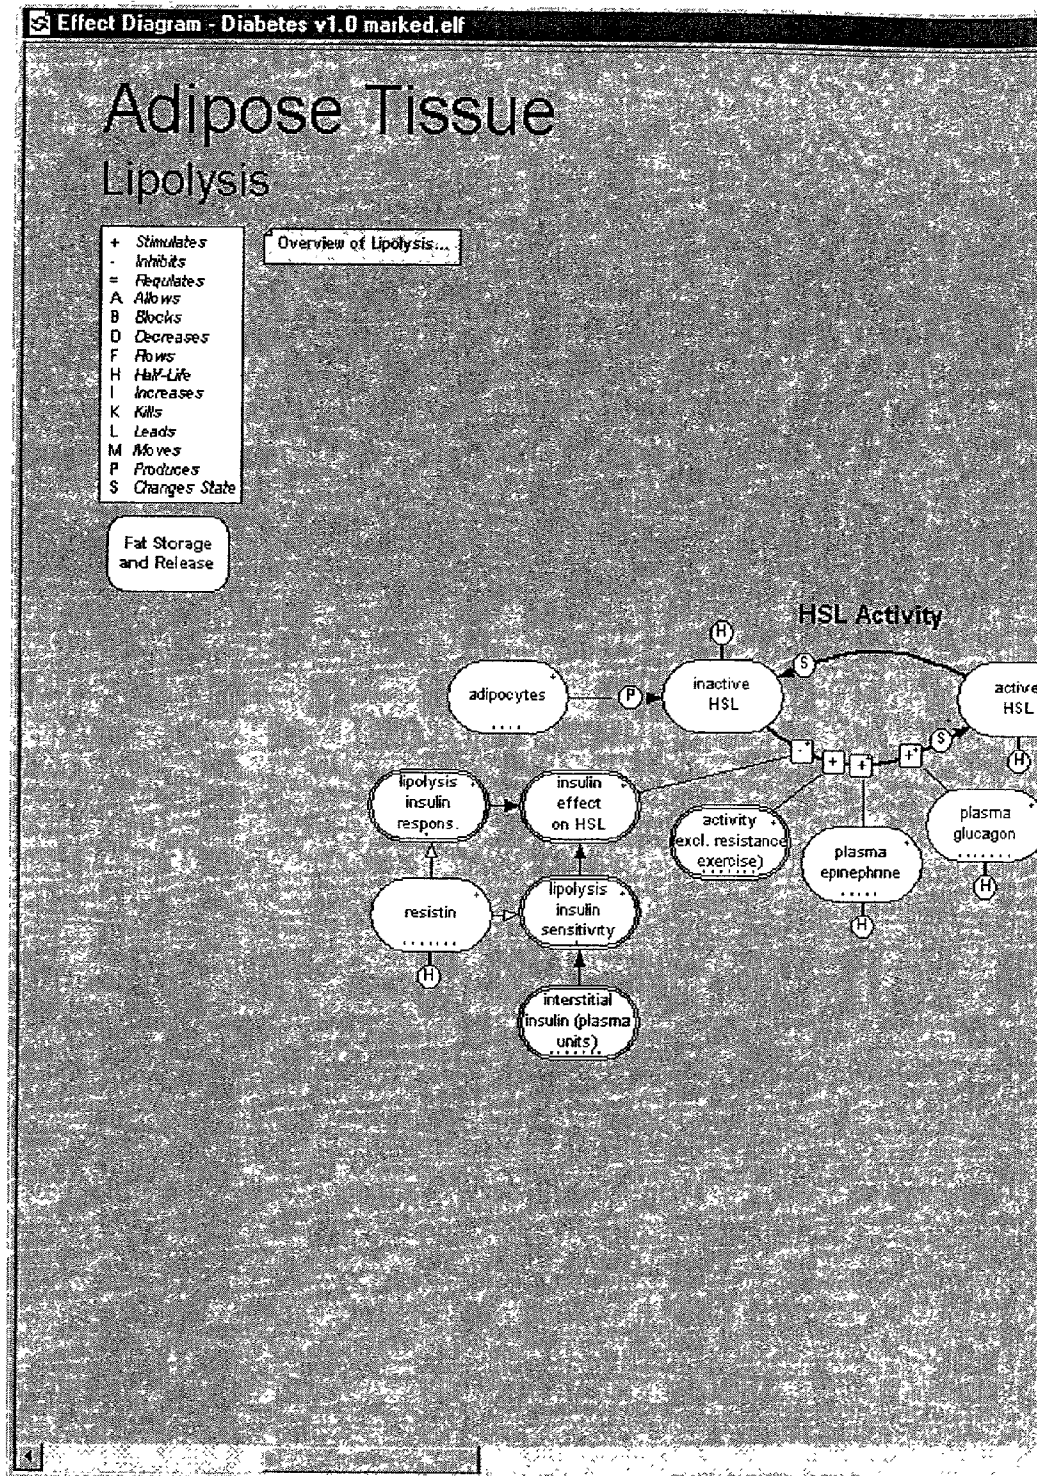 Effect Diagram - Diabetes v1.0 marked.elf
Adipose Tissue
Lipolysis
+ Stimulates
- Inhibits
= Regulates
A Allows
B Blocks
D Decreases
F Flows
H Half-Life
I Increases
K Kills
L Leads
M Moves
P Produces
S Changes State
Overview of Lipolysis...
Fat Storage
and Release
HSL Activity
H
S
adipocytes
P
inactive
HSL
active
HSL
S
H
- + + +
lipolysis
insulin
respons.
insulin
effect
on HSL
activity
(excl. resistance
exercise)
plasma
epinephrine
H
plasma
glucagon
H
resistin
H
lipolysis
insulin
sensitivity
interstitial
insulin (plasma
units)